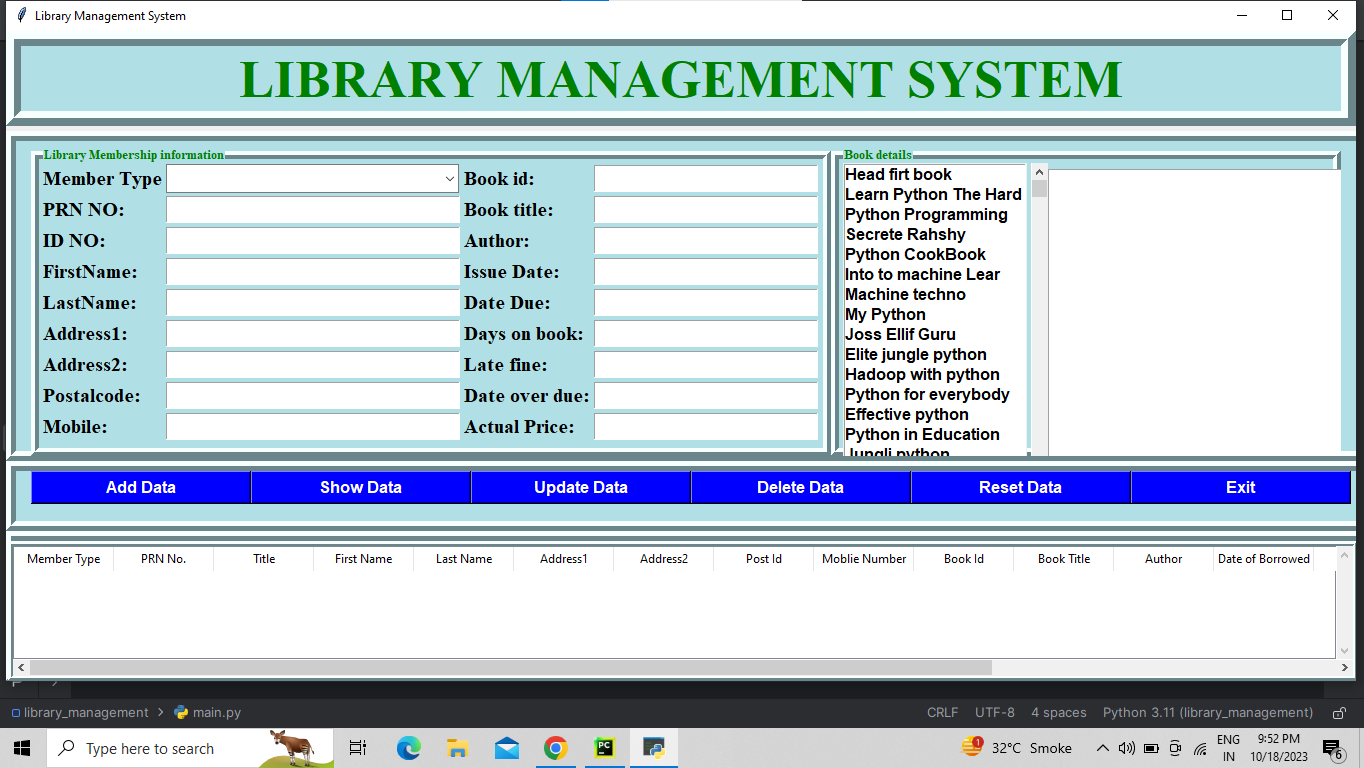 Library Management System
LIBRARY MANAGEMENT SYSTEM
Library Membership information
Member Type
PRN NO:
ID NO:
FirstName:
LastName:
Address1:
Address2:
Postalcode:
Mobile:
Book id:
Book title:
Author:
Issue Date:
Date Due:
Days on book:
Late fine:
Date over due:
Actual Price:
Book details
Head firt book
Learn Python The Hard
Python Programming
Secrete Rahshy
Python CookBook
Into to machine Lear
Machine techno
My Python
Joss Ellif Guru
Elite jungle python
Hadoop with python
Python for everybody
Effective python
Python in Education
Jungli python
Add Data Show Data Update Data Delete Data Reset Data Exit
Member Type PRN No. Title First Name Last Name Address1 Address2 Post Id Moblie Number Book Id Book Title Author Date of Borrowed
library_management > main.py CRLF UTF-8 4 spaces Python 3.11 (library_management)
Type here to search
PC
1
32°C Smoke
ENG
IN
9:52 PM
10/18/2023
6